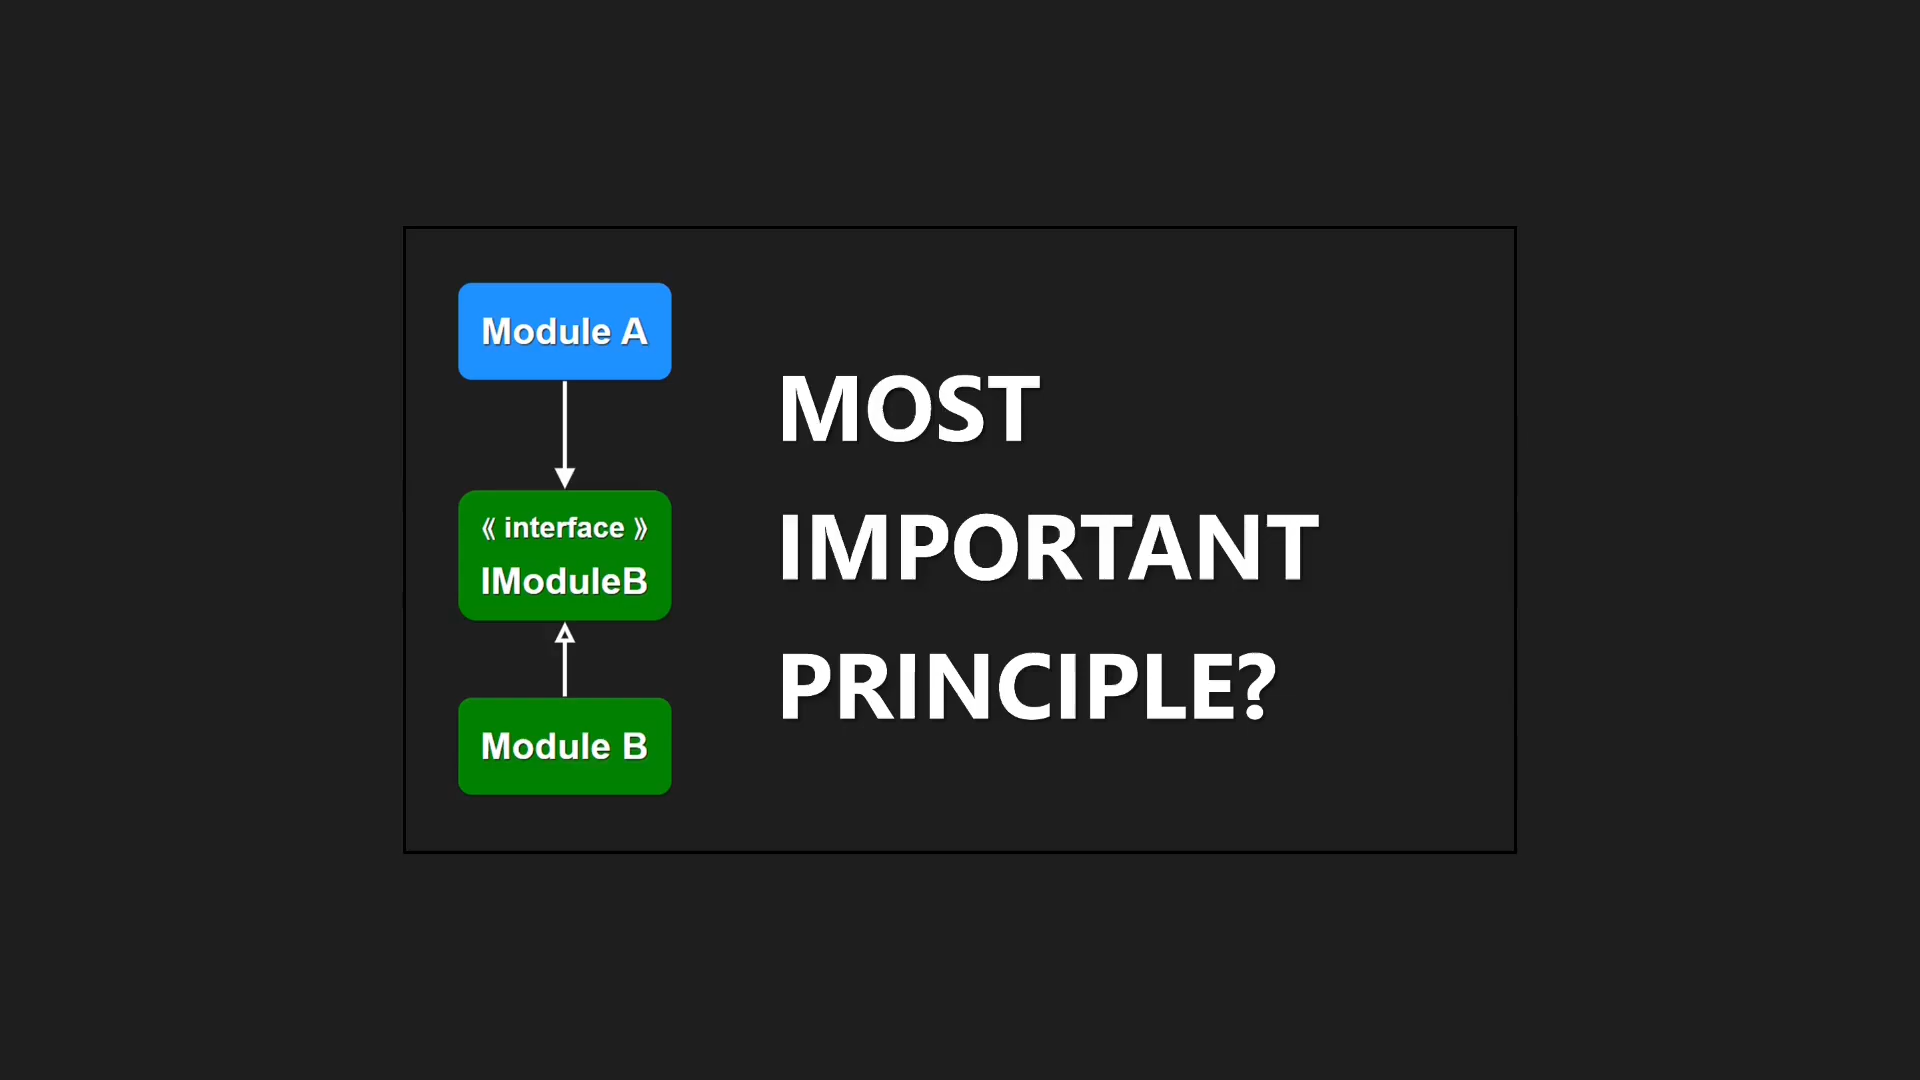 Module A
《 interface 》
IModuleB
Module B
MOST
IMPORTANT
PRINCIPLE?